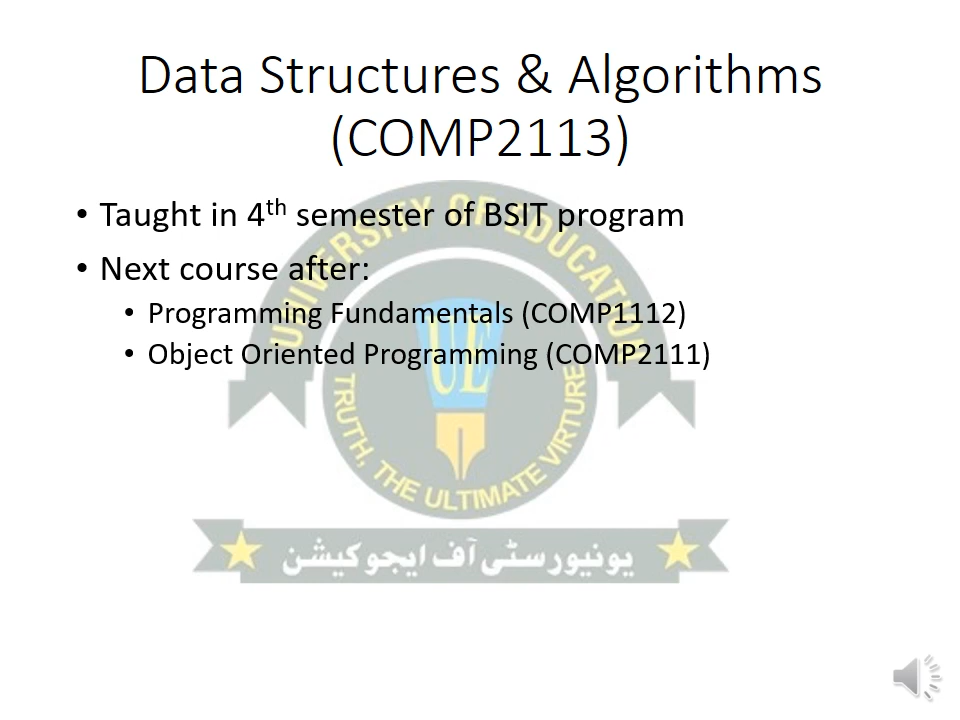 Data Structures & Algorithms
(COMP2113)
• Taught in 4th semester of BSIT program
• Next course after:
• Programming Fundamentals (COMP1112)
• Object Oriented Programming (COMP2111)
UNIVERSITY OF EDUCATION
UE
TRUTH, THE ULTIMATE VIRTURE
یونیورسٹی آف ایجوکیشن